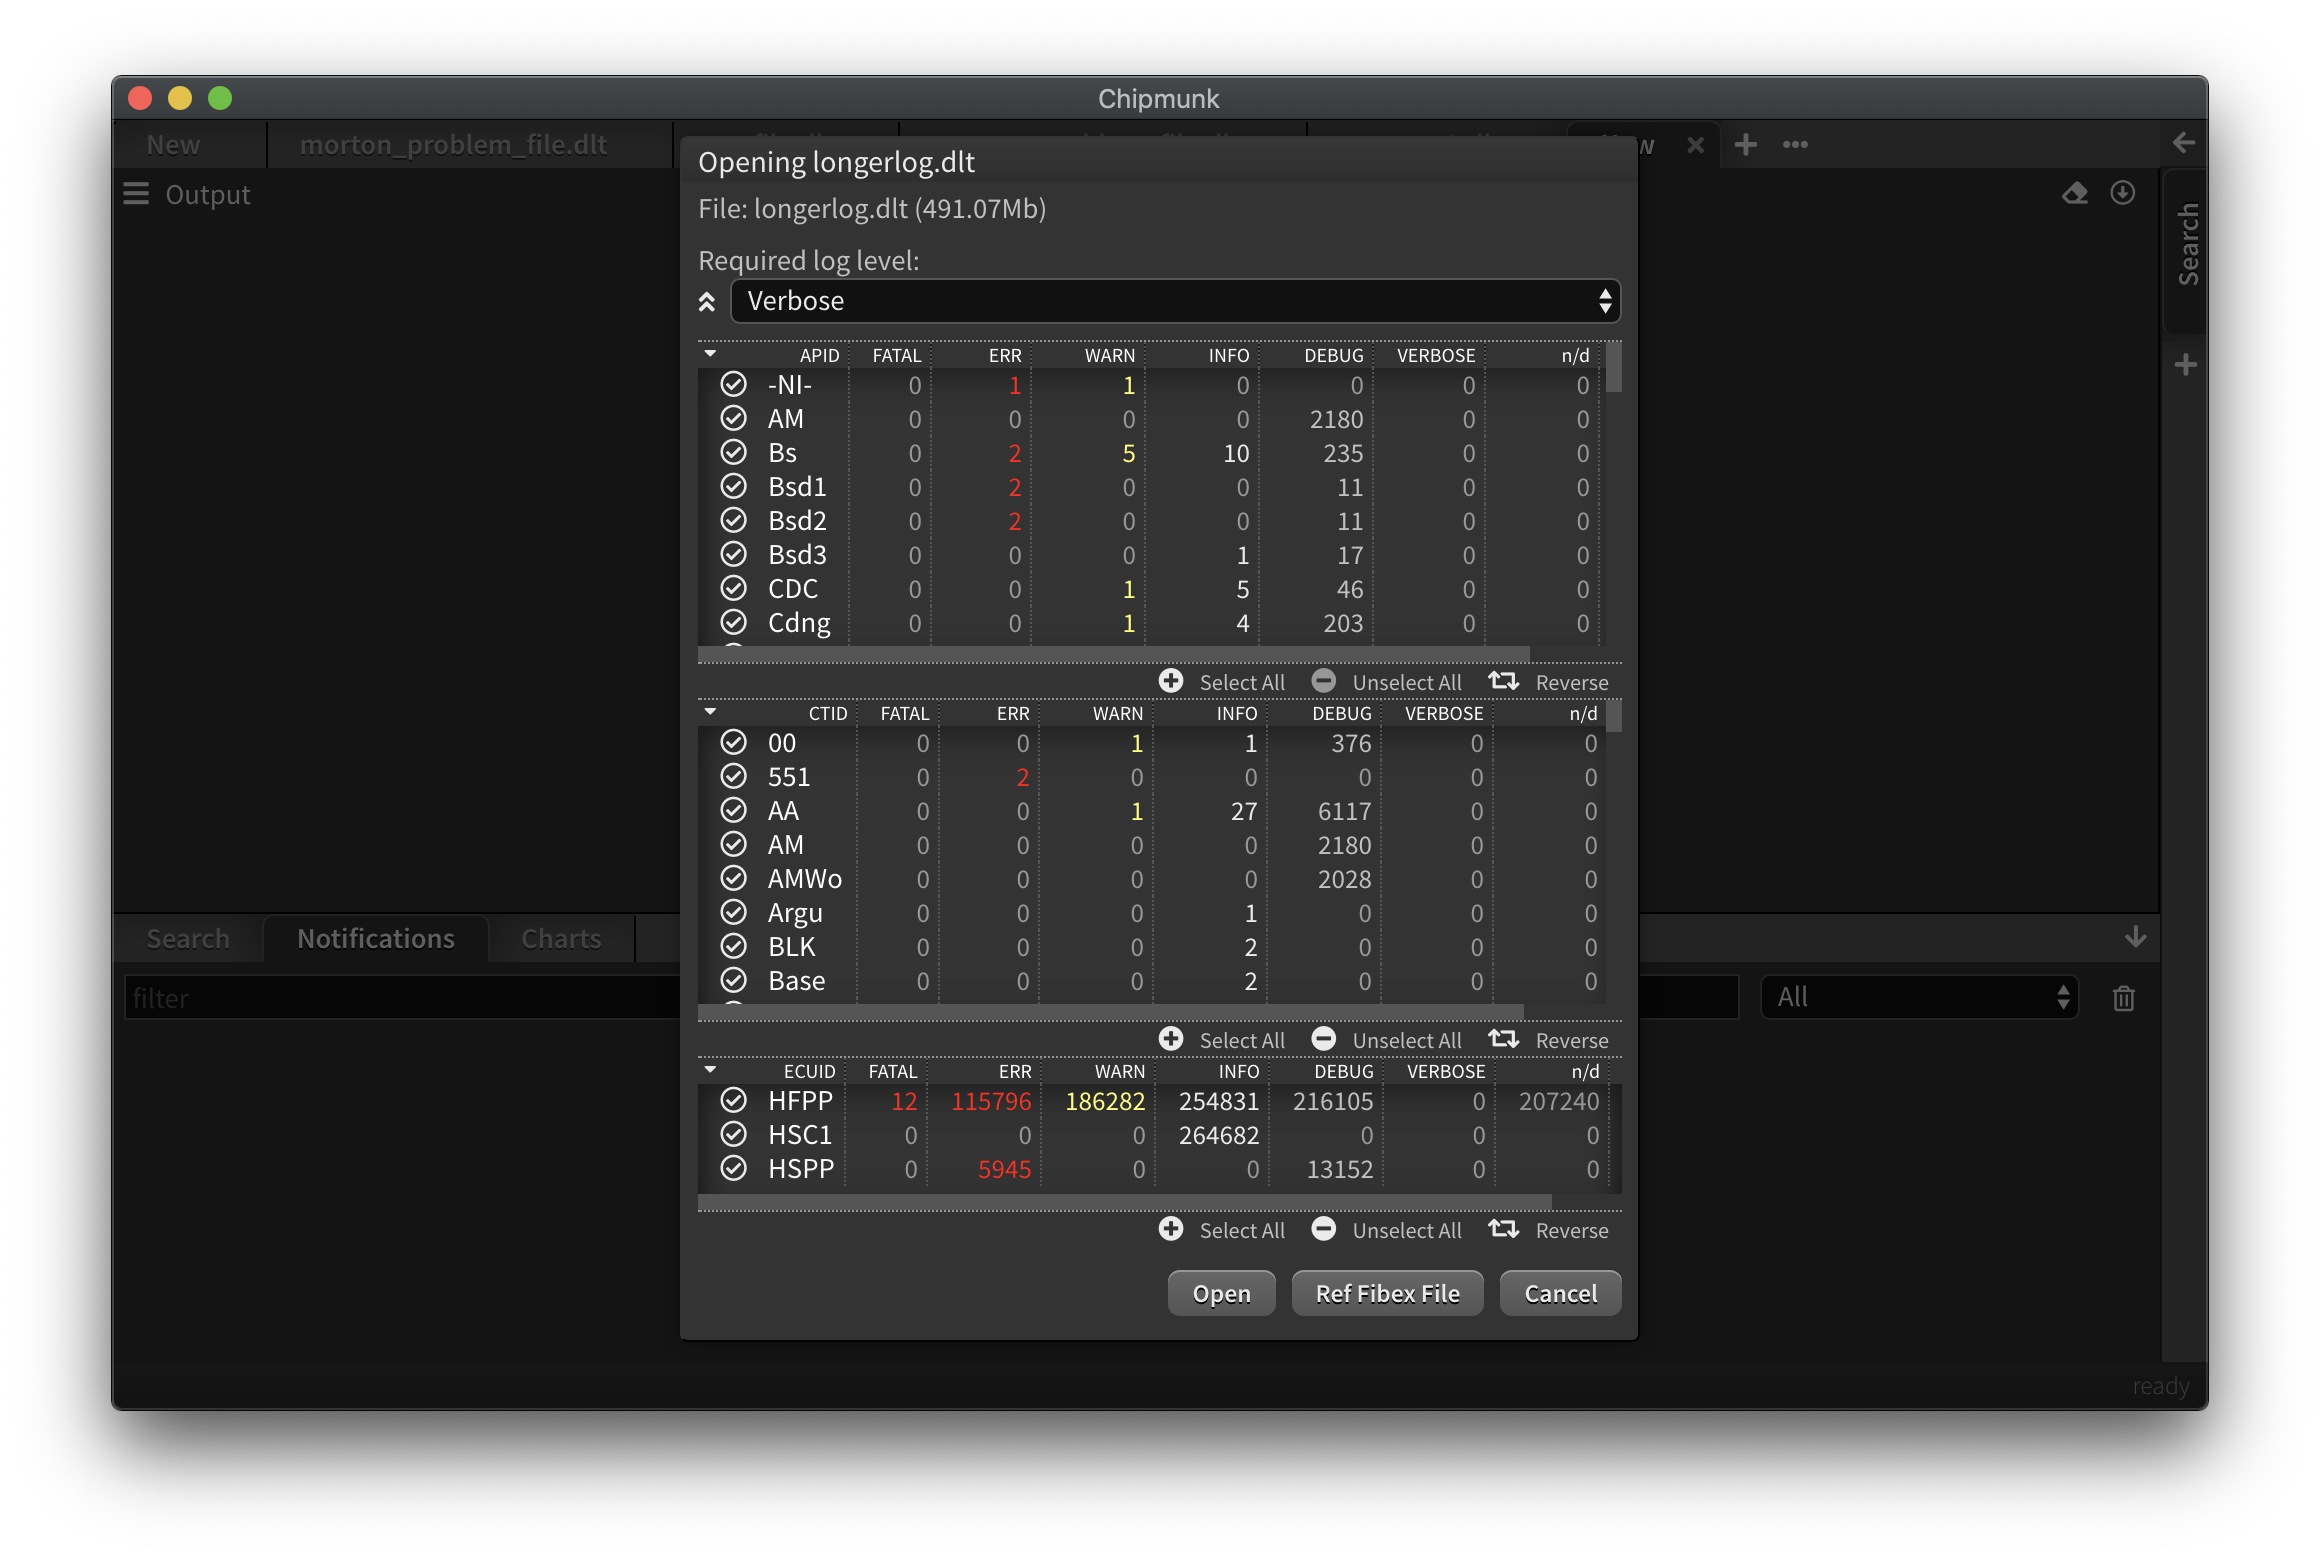 Chipmunk
New morton_problem_file.dlt
Output
Search
Opening longerlog.dlt
File: longerlog.dlt (491.07Mb)
Required log level:
Verbose
APID FATAL ERR WARN INFO DEBUG VERBOSE n/d
-NI- 0 1 1 0 0 0 0
AM 0 0 0 0 2180 0 0
Bs 0 2 5 10 235 0 0
Bsd1 0 2 0 0 11 0 0
Bsd2 0 2 0 0 11 0 0
Bsd3 0 0 0 1 17 0 0
CDC 0 0 1 5 46 0 0
Cdng 0 0 1 4 203 0 0
Select All Unselect All Reverse
CTID FATAL ERR WARN INFO DEBUG VERBOSE n/d
00 0 0 1 1 376 0 0
551 0 2 0 0 0 0 0
AA 0 0 1 27 6117 0 0
AM 0 0 0 0 2180 0 0
AMWo 0 0 0 0 2028 0 0
Argu 0 0 0 1 0 0 0
BLK 0 0 0 2 0 0 0
Base 0 0 0 2 0 0 0
Select All Unselect All Reverse
ECUID FATAL ERR WARN INFO DEBUG VERBOSE n/d
HFPP 12 115796 186282 254831 216105 0 207240
HSC1 0 0 0 264682 0 0 0
HSPP 0 5945 0 0 13152 0 0
Select All Unselect All Reverse
Open Ref Fibex File Cancel
Search Notifications Charts
filter
All
ready